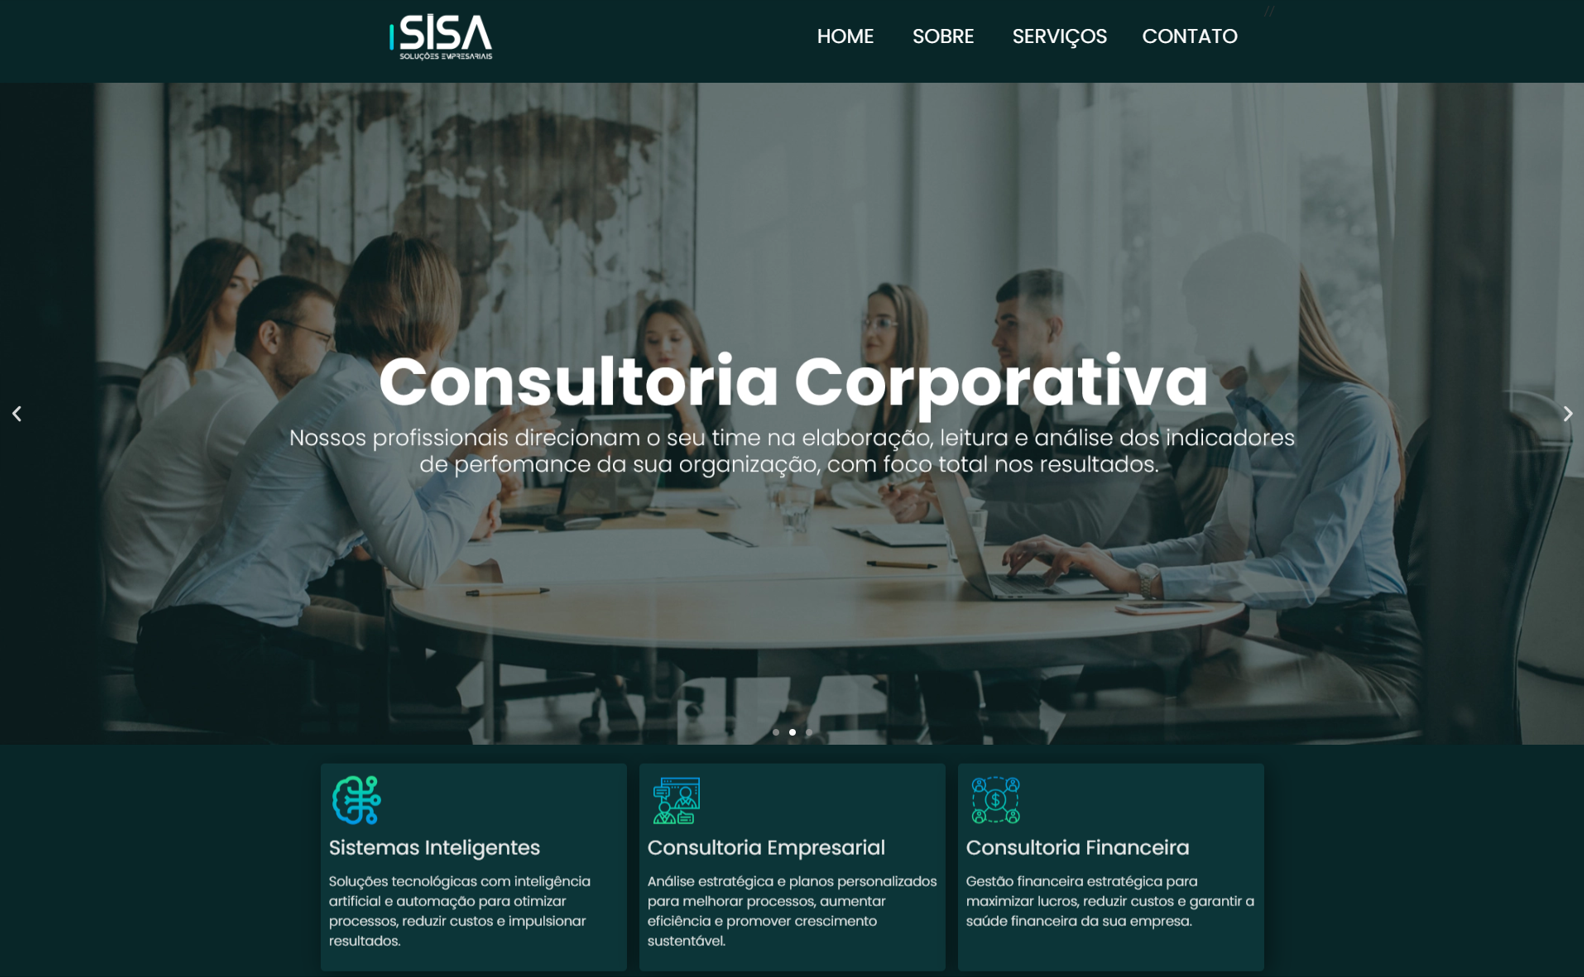 SISA
SOLUÇÕES EMPRESARIAIS
HOME SOBRE SERVIÇOS CONTATO
//
Consultoria Corporativa
Nossos profissionais direcionam o seu time na elaboração, leitura e análise dos indicadores
de perfomance da sua organização, com foco total nos resultados.
Sistemas Inteligentes
Soluções tecnológicas com inteligência
artificial e automação para otimizar
processos, reduzir custos e impulsionar
resultados.
Consultoria Empresarial
Análise estratégica e planos personalizados
para melhorar processos, aumentar
eficiência e promover crescimento
sustentável.
Consultoria Financeira
Gestão financeira estratégica para
maximizar lucros, reduzir custos e garantir a
saúde financeira da sua empresa.